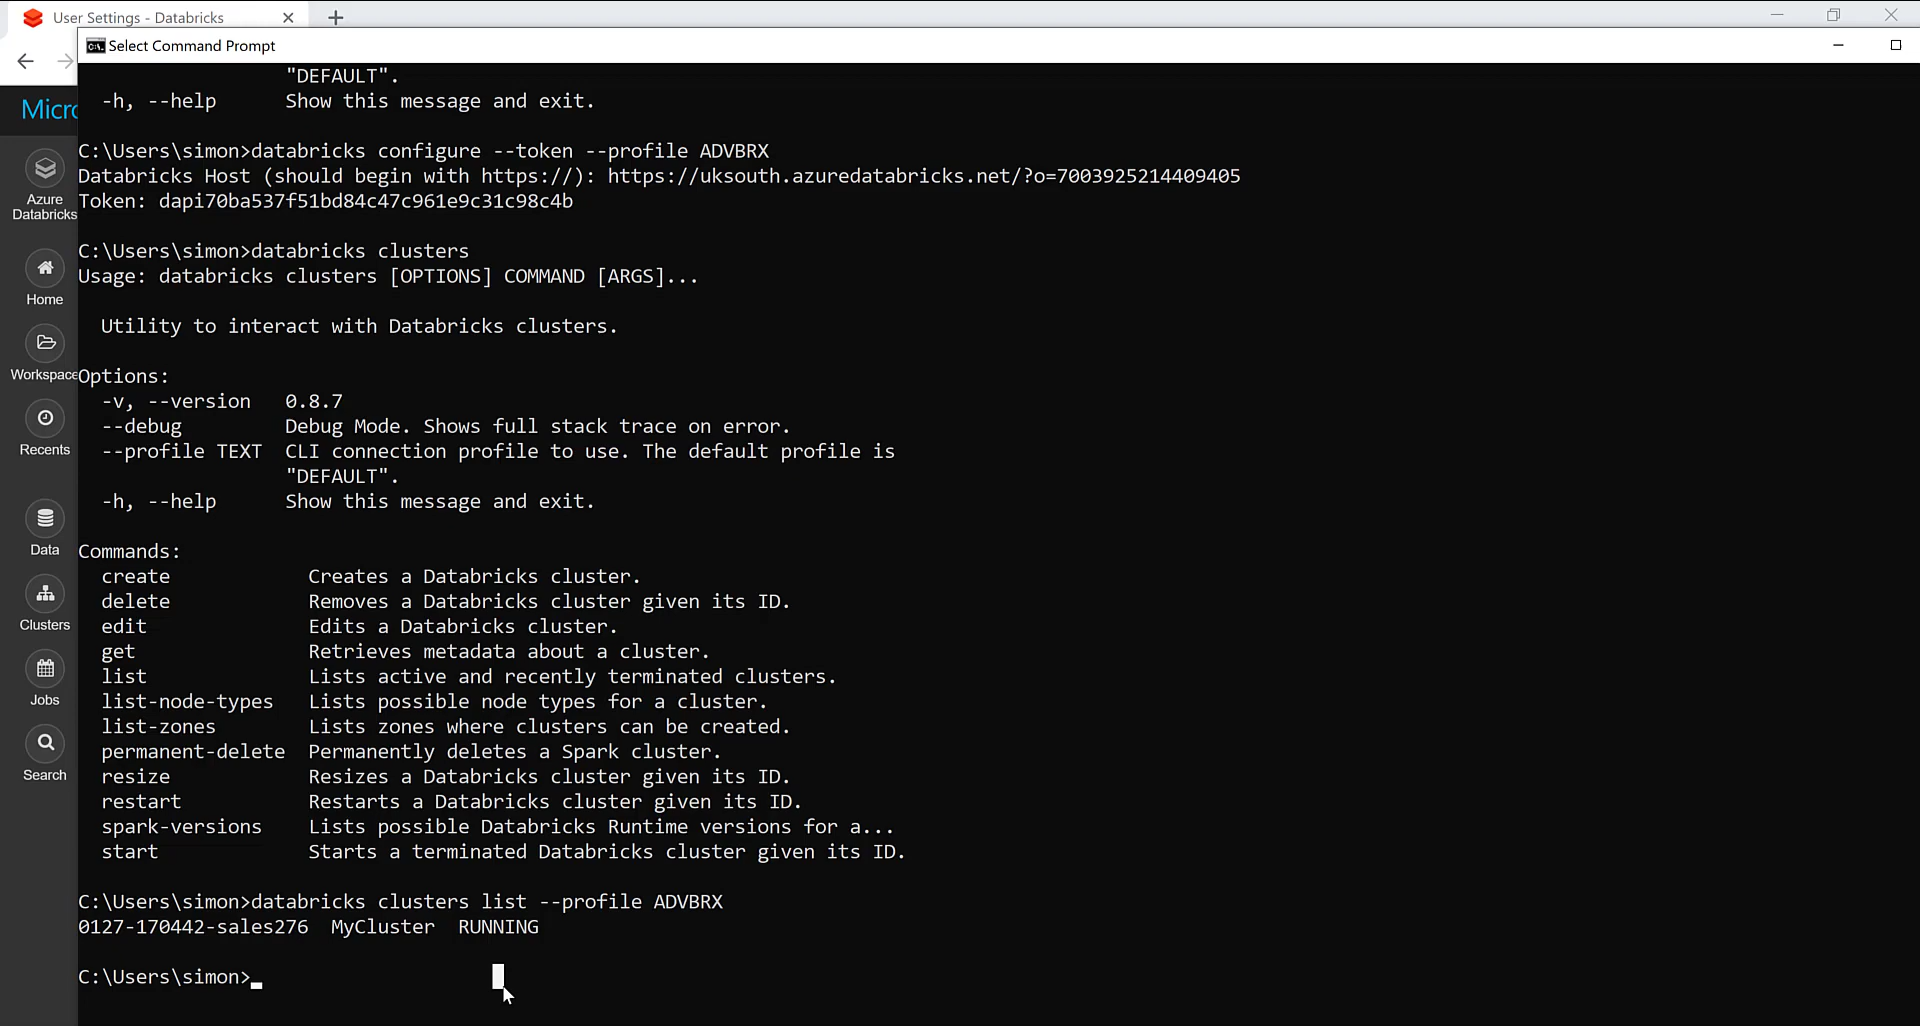 User Settings - Databricks
Select Command Prompt
Micro
"DEFAULT".
-h, --help Show this message and exit.
C:\Users\simon>databricks configure --token --profile ADVBRX
Databricks Host (should begin with https://): https://uksouth.azuredatabricks.net/?o=7003925214409405
Token: dapi70ba537f51bd84c47c961e9c31c98c4b
C:\Users\simon>databricks clusters
Usage: databricks clusters [OPTIONS] COMMAND [ARGS]...
Utility to interact with Databricks clusters.
Options:
-v, --version 0.8.7
--debug Debug Mode. Shows full stack trace on error.
--profile TEXT CLI connection profile to use. The default profile is
"DEFAULT".
-h, --help Show this message and exit.
Commands:
create Creates a Databricks cluster.
delete Removes a Databricks cluster given its ID.
edit Edits a Databricks cluster.
get Retrieves metadata about a cluster.
list Lists active and recently terminated clusters.
list-node-types Lists possible node types for a cluster.
list-zones Lists zones where clusters can be created.
permanent-delete Permanently deletes a Spark cluster.
resize Resizes a Databricks cluster given its ID.
restart Restarts a Databricks cluster given its ID.
spark-versions Lists possible Databricks Runtime versions for a...
start Starts a terminated Databricks cluster given its ID.
C:\Users\simon>databricks clusters list --profile ADVBRX
0127-170442-sales276 MyCluster RUNNING
C:\Users\simon>
Azure
Databricks
Home
Workspace
Recents
Data
Clusters
Jobs
Search